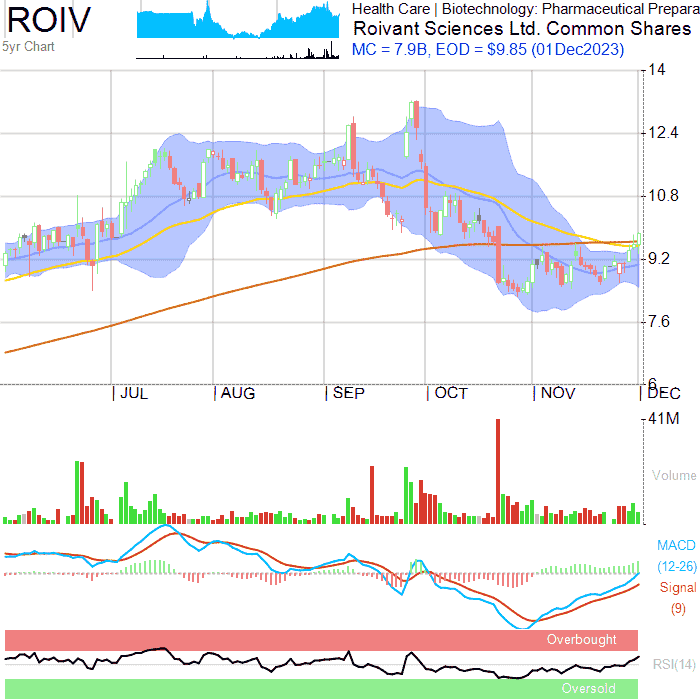 ROIV
5yr Chart
Health Care | Biotechnology: Pharmaceutical Prepara
Roivant Sciences Ltd. Common Shares
MC = 7.9B, EOD = $9.85 (01Dec2023)
14
12.4
10.8
9.2
7.6
6
JUL
AUG
SEP
OCT
NOV
DEC
41M
Volume
MACD
(12-26)
Signal
(9)
Overbought
RSI(14)
Oversold